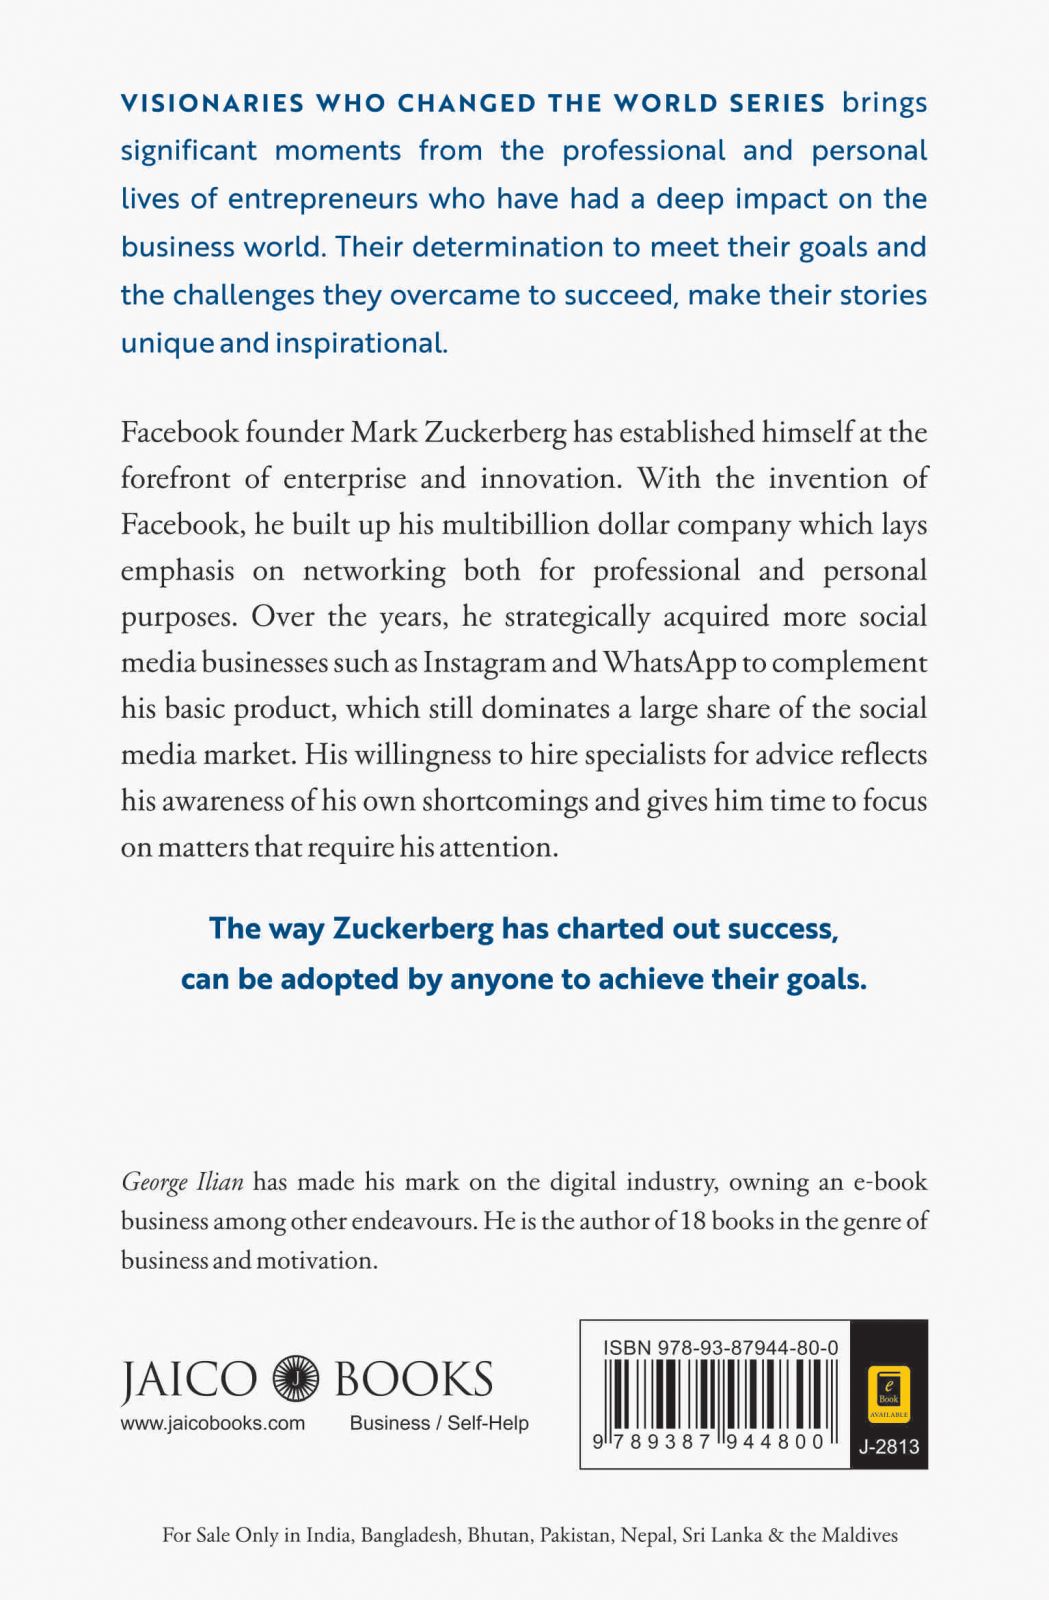 VISIONARIES WHO CHANGED THE WORLD SERIES brings
significant moments from the professional and personal
lives of entrepreneurs who have had a deep impact on the
business world. Their determination to meet their goals and
the challenges they overcame to succeed, make their stories
unique and inspirational.
Facebook founder Mark Zuckerberg has established himself at the
forefront of enterprise and innovation. With the invention of
Facebook, he built up his multibillion dollar company which lays
emphasis on networking both for professional and personal
purposes. Over the years, he strategically acquired more social
media businesses such as Instagram and WhatsApp to complement
his basic product, which still dominates a large share of the social
media market. His willingness to hire specialists for advice reflects
his awareness of his own shortcomings and gives him time to focus
on matters that require his attention.
The way Zuckerberg has charted out success,
can be adopted by anyone to achieve their goals.
George Ilian has made his mark on the digital industry, owning an e-book
business among other endeavours. He is the author of 18 books in the genre of
business and motivation.
JAICO J BOOKS
www.jaicobooks.com Business / Self-Help
ISBN 978-93-87944-80-0
9 789387 944800
e
Book
AVAILABLE
J-2813
For Sale Only in India, Bangladesh, Bhutan, Pakistan, Nepal, Sri Lanka & the Maldives